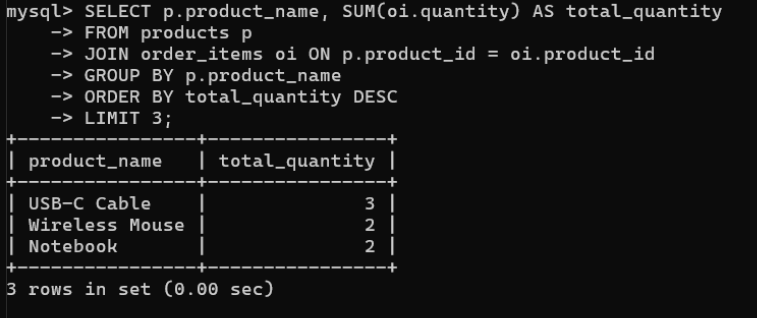 mysql> SELECT p.product_name, SUM(oi.quantity) AS total_quantity
    -> FROM products p
    -> JOIN order_items oi ON p.product_id = oi.product_id
    -> GROUP BY p.product_name
    -> ORDER BY total_quantity DESC
    -> LIMIT 3;
+----------------+----------------+
| product_name   | total_quantity |
+----------------+----------------+
| USB-C Cable    |              3 |
| Wireless Mouse |              2 |
| Notebook       |              2 |
+----------------+----------------+
3 rows in set (0.00 sec)